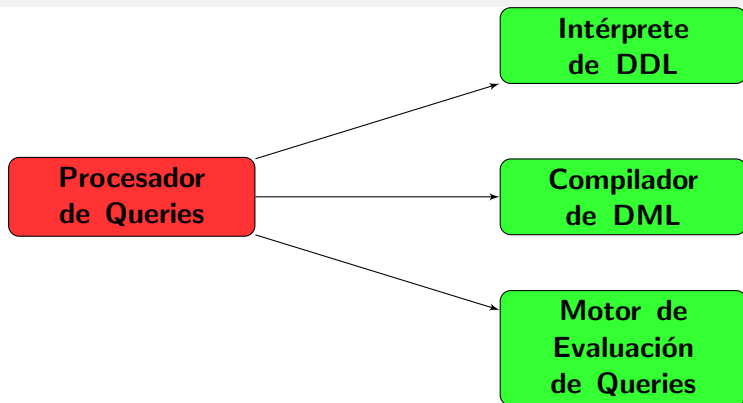 Intérprete
de DDL
Procesador
de Queries
Compilador
de DML
Motor de
Evaluación
de Queries